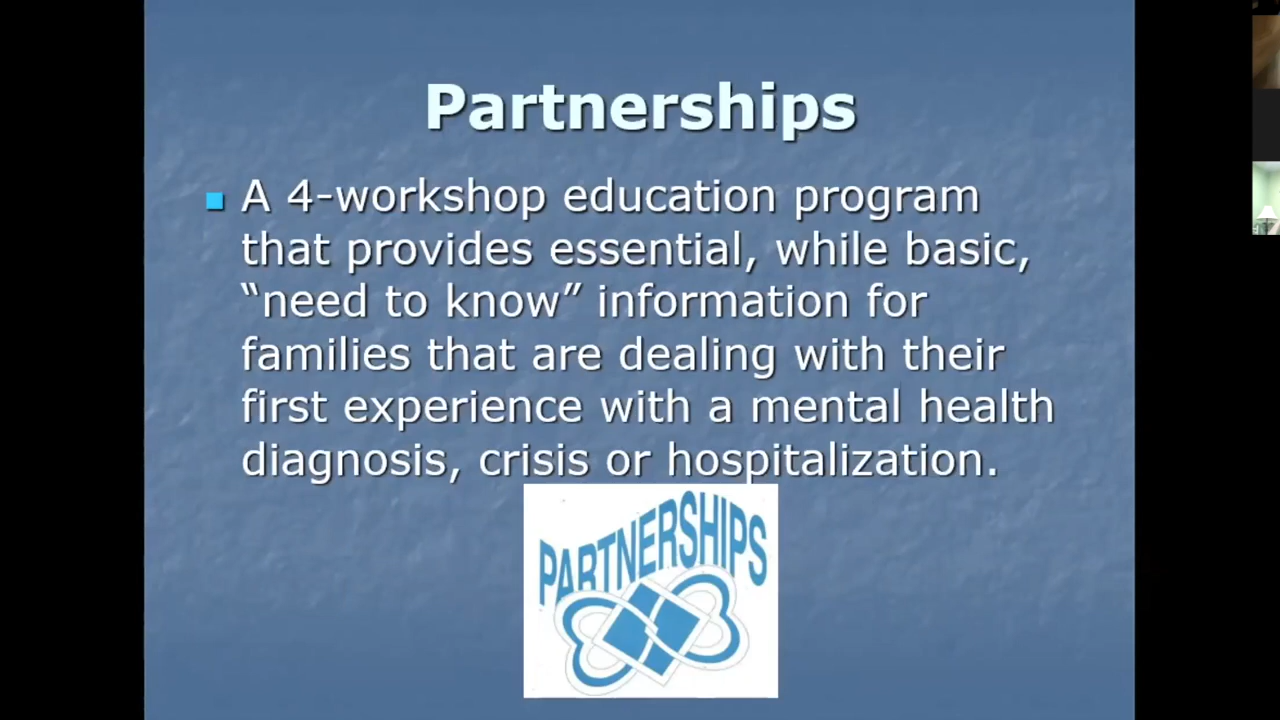 Partnerships
A 4-workshop education program
that provides essential, while basic,
“need to know” information for
families that are dealing with their
first experience with a mental health
diagnosis, crisis or hospitalization.
PARTNERSHIPS